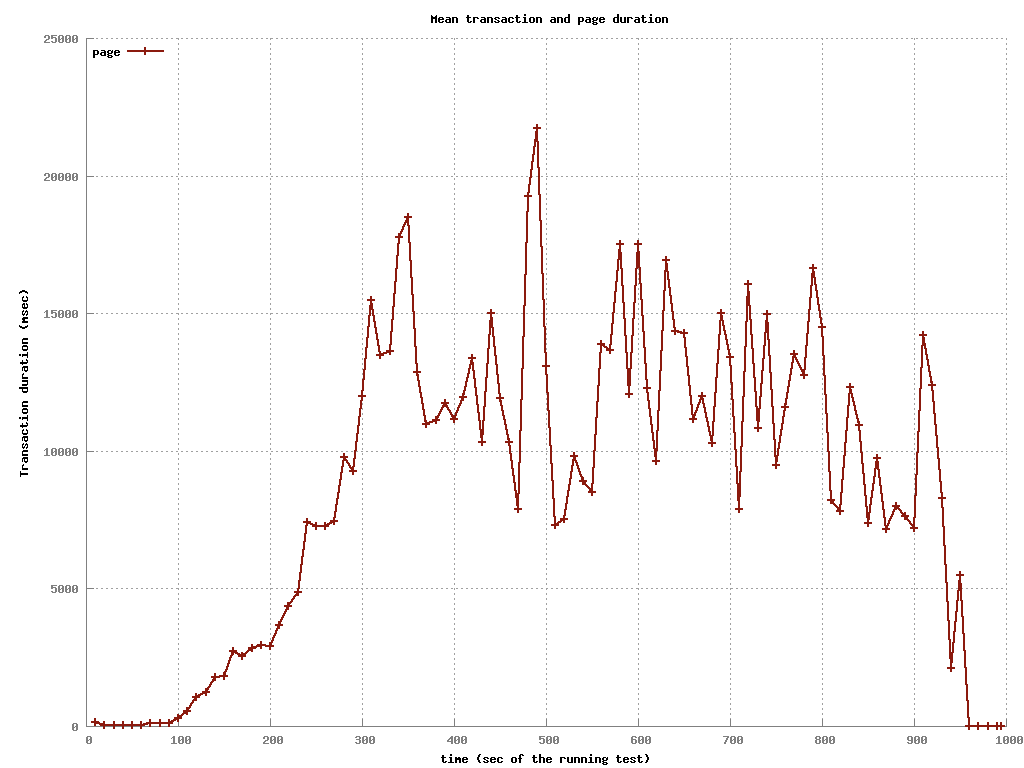 Mean transaction and page duration
page
25000
20000
15000
10000
5000
0
Transaction duration (msec)
0 100 200 300 400 500 600 700 800 900 1000
time (sec of the running test)